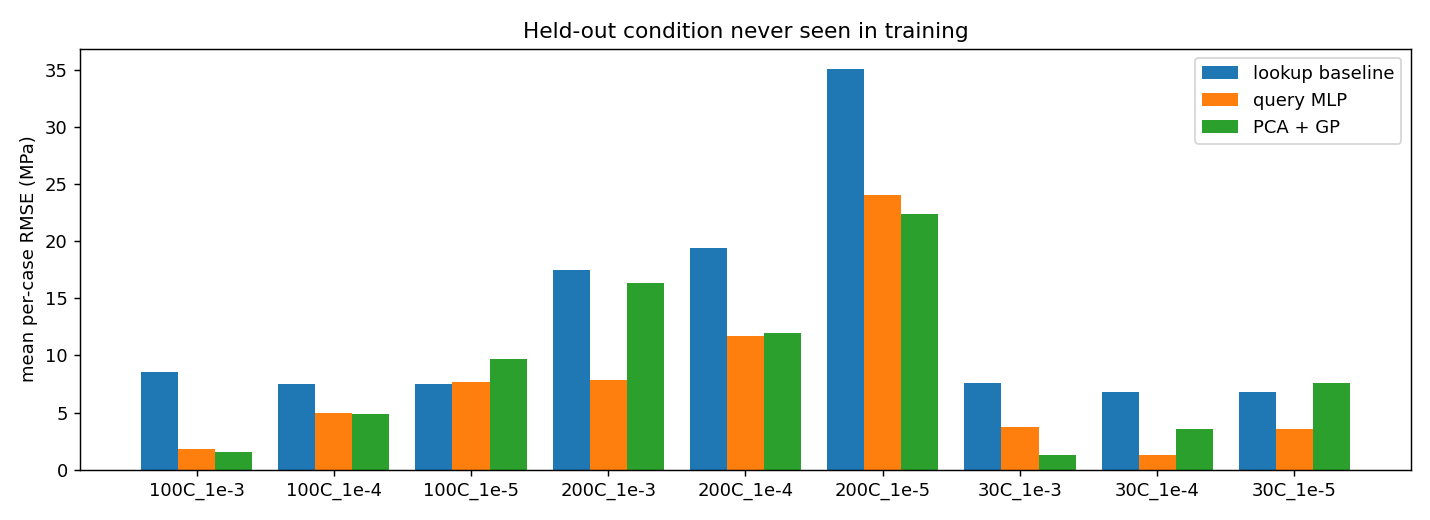 Held-out condition never seen in training
mean per-case RMSE (MPa)
35
30
25
20
15
10
5
0
lookup baseline
query MLP
PCA + GP
100C_1e-3 100C_1e-4 100C_1e-5 200C_1e-3 200C_1e-4 200C_1e-5 30C_1e-3 30C_1e-4 30C_1e-5